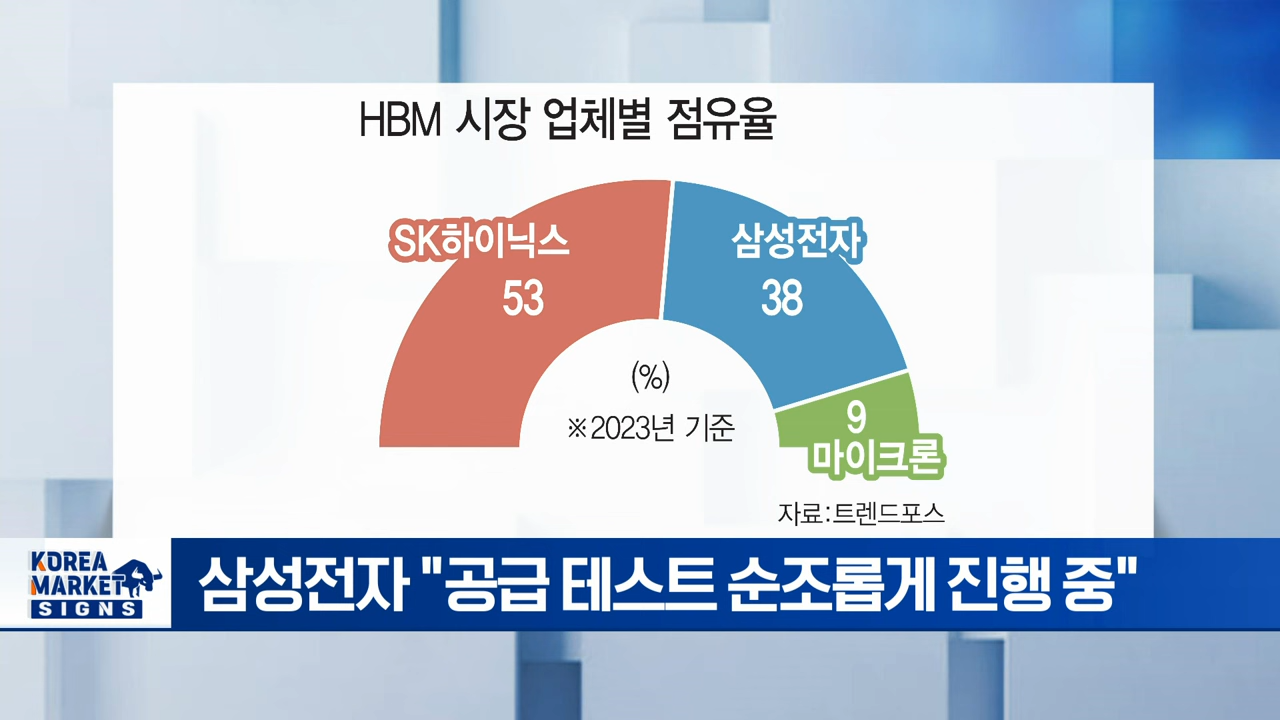 HBM 시장 업체별 점유율
SK하이닉스
53
삼성전자
38
(%)
※2023년 기준
9
마이크론
자료:트렌드포스
KOREA
MARKET
SIGNS
삼성전자 "공급 테스트 순조롭게 진행 중"